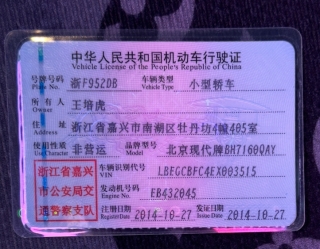 中华人民共和国机动车行驶证
Vehicle License of the People's Republic of China
号牌号码 浙F952DB 车辆类型 小型轿车
Plate No. Vehicle Type
所有人 王培虎
Owner
住址 浙江省嘉兴市南湖区牡丹坊4幢405室
Address
使用性质 非营运 品牌型号 北京现代牌BH7160QAY
Use Character Model
浙江省嘉兴市公安局交通警察支队
车辆识别代号 LBEGCBFC4EX003515
VIN
发动机号码 EB432045
Engine No.
注册日期 2014-10-27 发证日期 2014-10-27
Register Date Issue Date